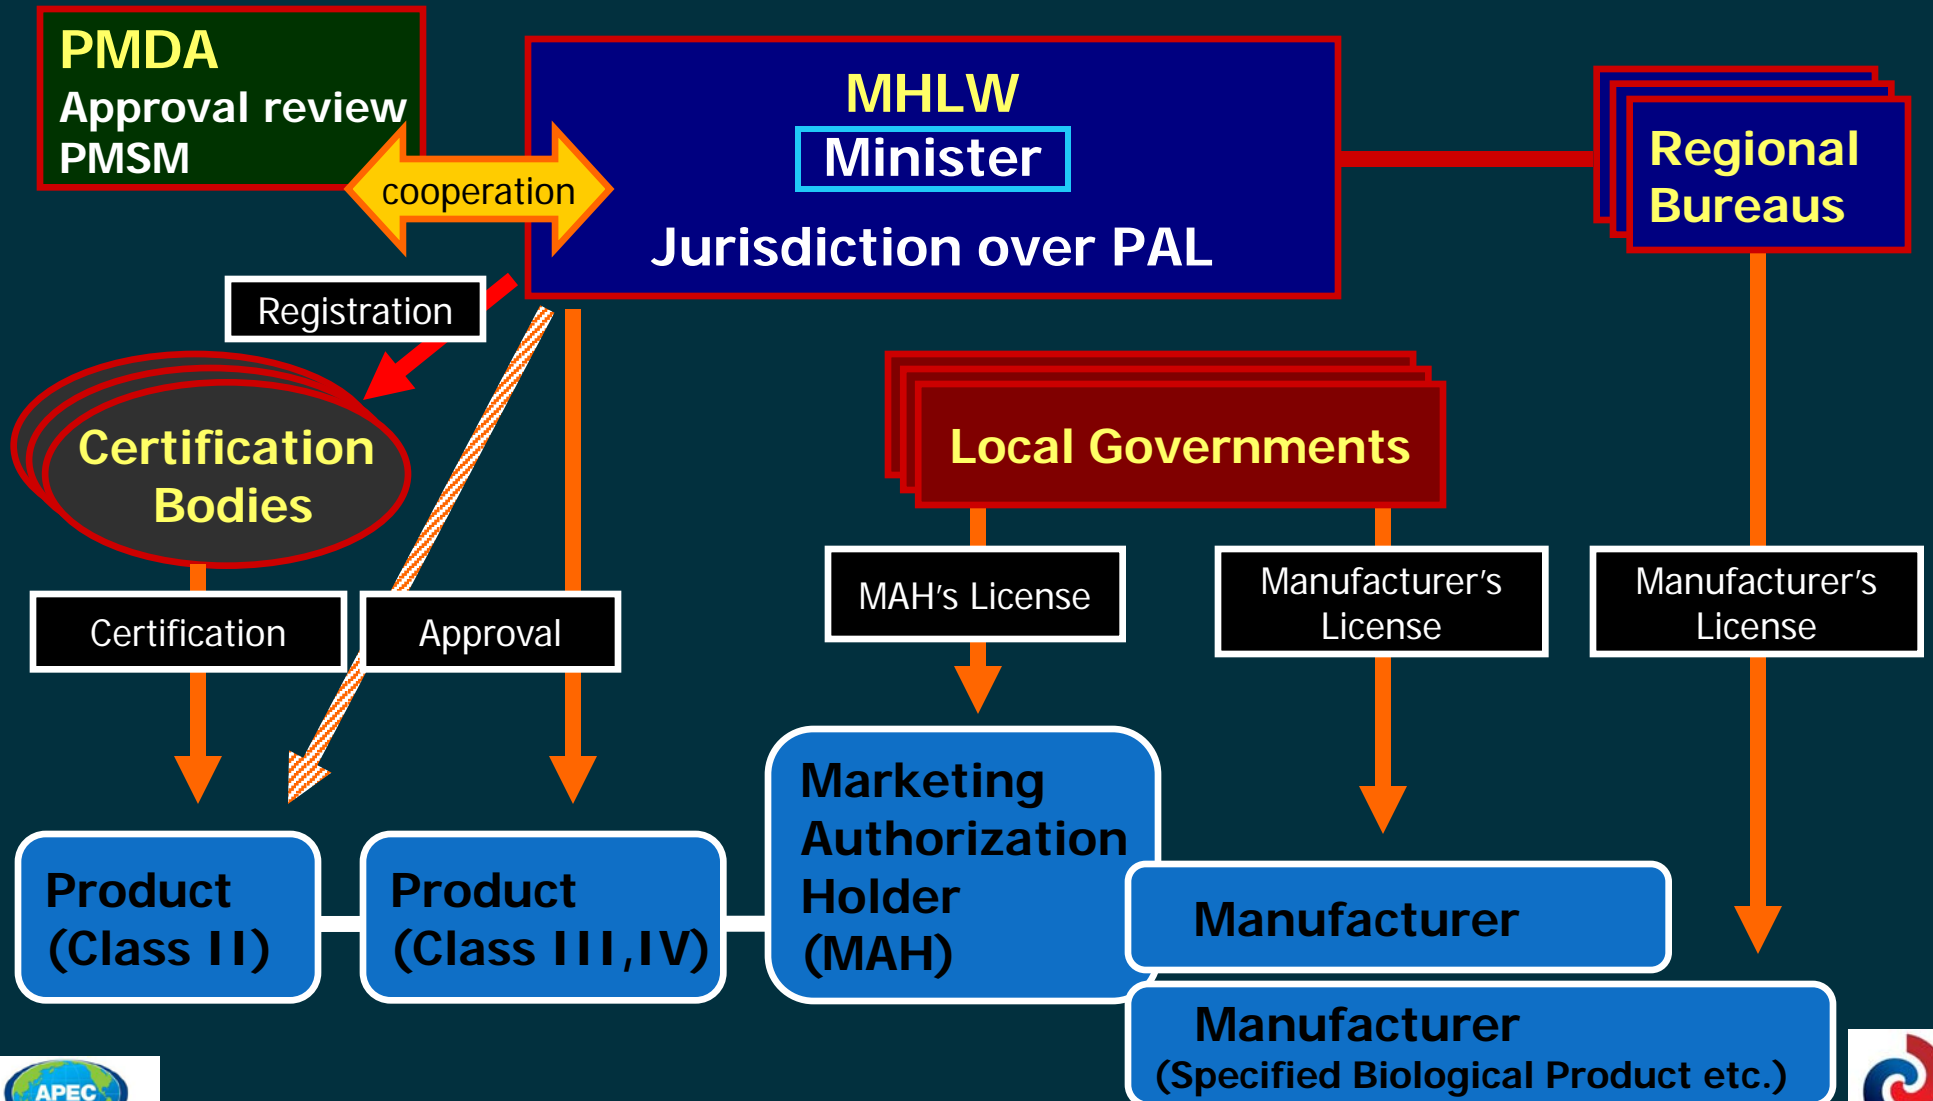 PMDA
Approval review
PMSM
cooperation
MHLW
Minister
Jurisdiction over PAL
Regional
Bureaus
Registration
Certification
Bodies
Local Governments
Certification
Approval
MAH's License
Manufacturer's
License
Manufacturer's
License
Product
(Class II)
Product
(Class III,IV)
Marketing
Authorization
Holder
(MAH)
Manufacturer
Manufacturer
(Specified Biological Product etc.)
APEC